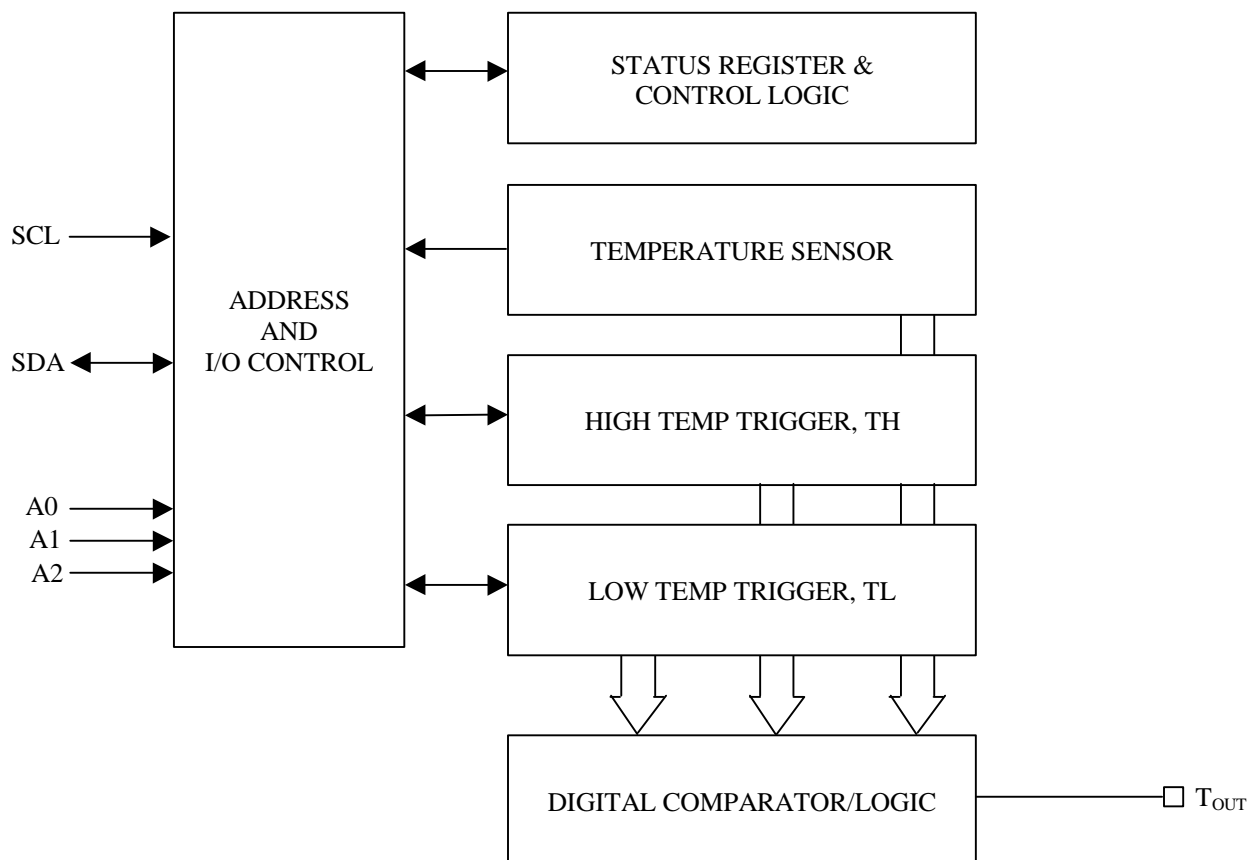 STATUS REGISTER &
CONTROL LOGIC
SCL
TEMPERATURE SENSOR
ADDRESS
AND
I/O CONTROL
SDA
HIGH TEMP TRIGGER, TH
A0
A1
A2
LOW TEMP TRIGGER, TL
DIGITAL COMPARATOR/LOGIC
TOUT